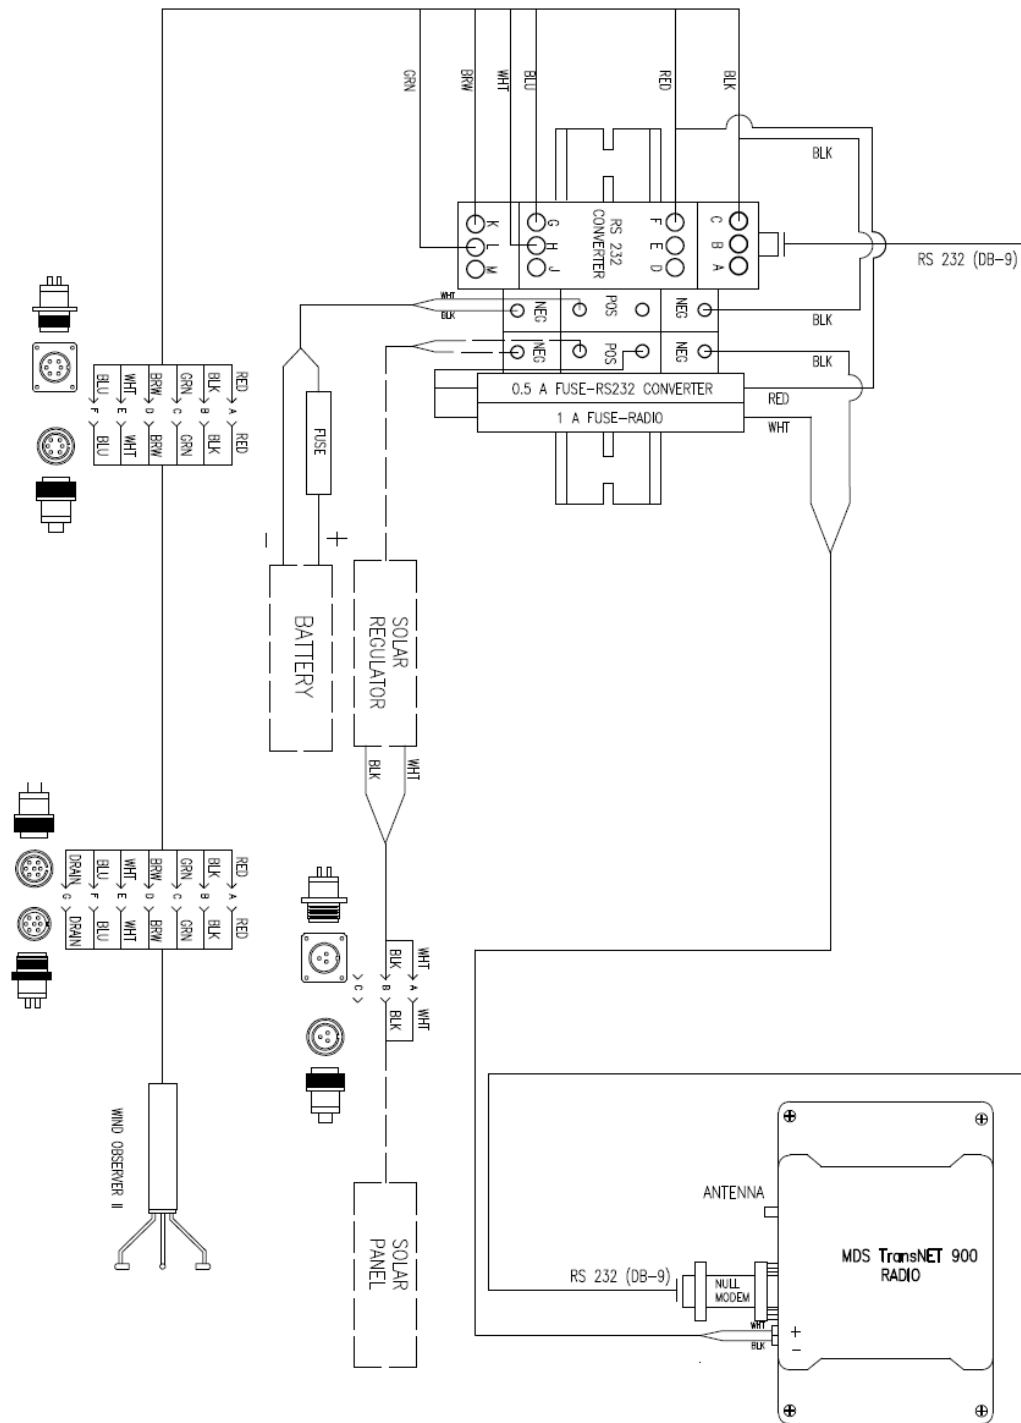 GRN
BRW
WHT
BLU
RED
BLK
BLK
K
L
M
G
H
J
RS 232
CONVERTER
F
E
D
C
B
A
RS 232 (DB-9)
WHT
BLK
NEG
POS
NEG
BLK
NEG
POS
NEG
BLK
0.5 A FUSE-RS232 CONVERTER
RED
1 A FUSE-RADIO
WHT
BLU
WHT
BRW
GRN
BLK
RED
F
E
D
C
B
A
BLU
WHT
BRW
GRN
BLK
RED
FUSE
-
+
BATTERY
SOLAR
REGULATOR
BLK
WHT
DRAIN
BLU
WHT
BRW
GRN
BLK
RED
G
F
E
D
C
B
A
DRAIN
BLU
WHT
BRW
GRN
BLK
RED
BLK
WHT
C
B
A
BLK
WHT
WIND OBSERVER II
SOLAR
PANEL
ANTENNA
MDS TransNET 900
RADIO
RS 232 (DB-9)
NULL
MODEM
WHT
BLK
+
-